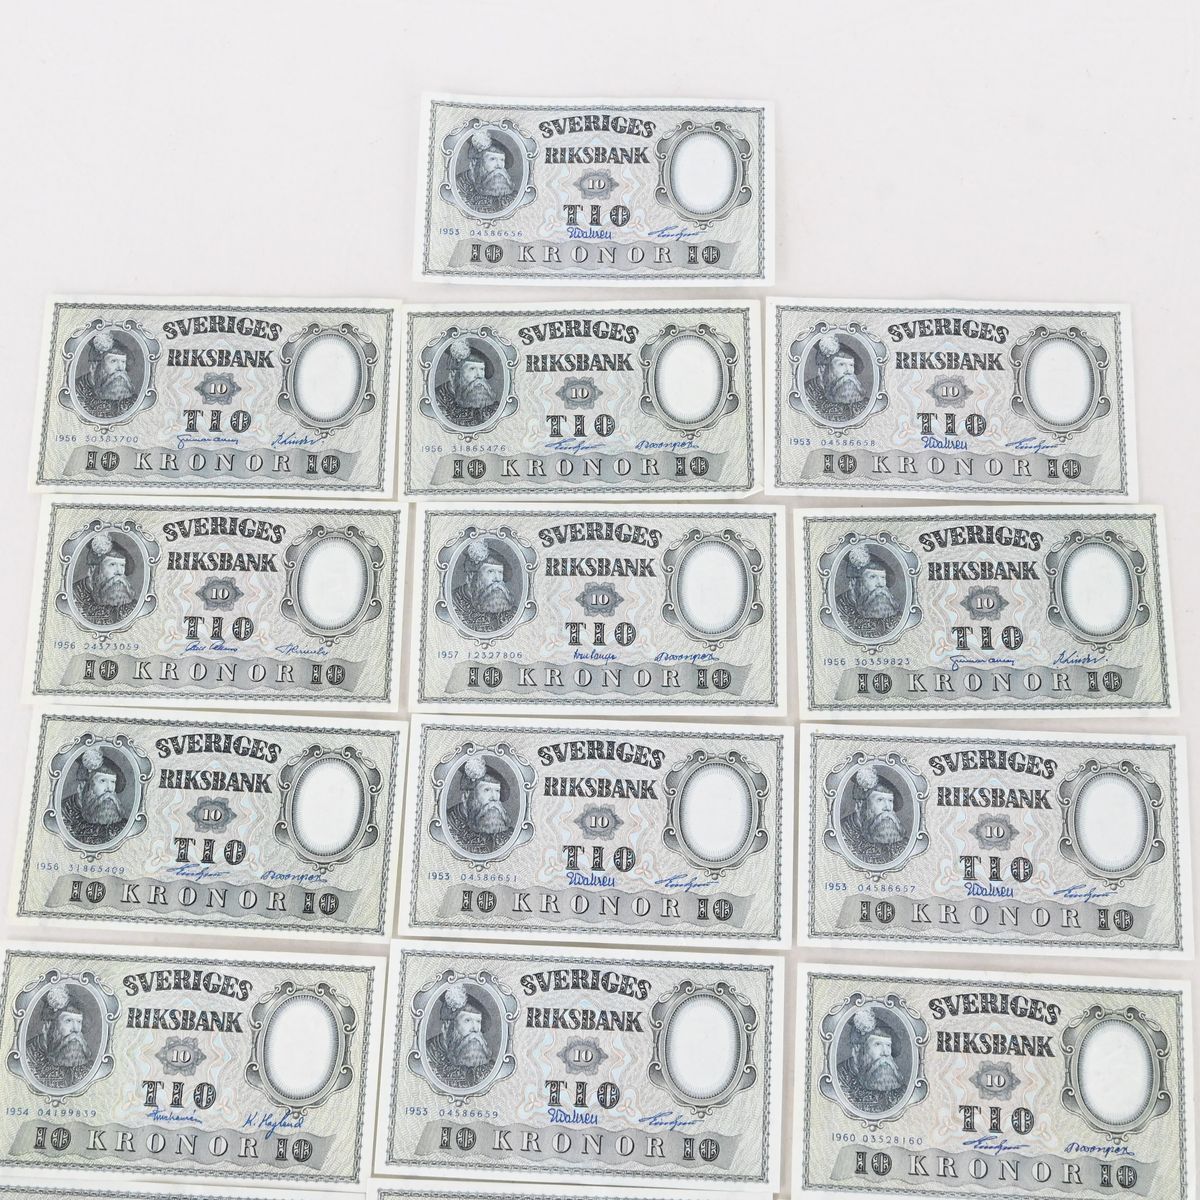 SVERIGES
RIKSBANK
10
TIO
1953 04586656
10 KRONOR 10
SVERIGES
RIKSBANK
10
TIO
1956 30383700
10 KRONOR 10
SVERIGES
RIKSBANK
10
TIO
1956 31865476
10 KRONOR 10
SVERIGES
RIKSBANK
10
TIO
1953 04586658
10 KRONOR 10
SVERIGES
RIKSBANK
10
TIO
1956 24373059
10 KRONOR 10
SVERIGES
RIKSBANK
10
TIO
1957 12327806
10 KRONOR 10
SVERIGES
RIKSBANK
10
TIO
1956 30359823
10 KRONOR 10
SVERIGES
RIKSBANK
10
TIO
1956 31865409
10 KRONOR 10
SVERIGES
RIKSBANK
10
TIO
1953 04586651
10 KRONOR 10
SVERIGES
RIKSBANK
10
TIO
1953 04586657
10 KRONOR 10
SVERIGES
RIKSBANK
10
TIO
1954 04199839
K. Haglund
10 KRONOR 10
SVERIGES
RIKSBANK
10
TIO
1953 04586659
10 KRONOR 10
SVERIGES
RIKSBANK
10
TIO
1960 03528160
10 KRONOR 10